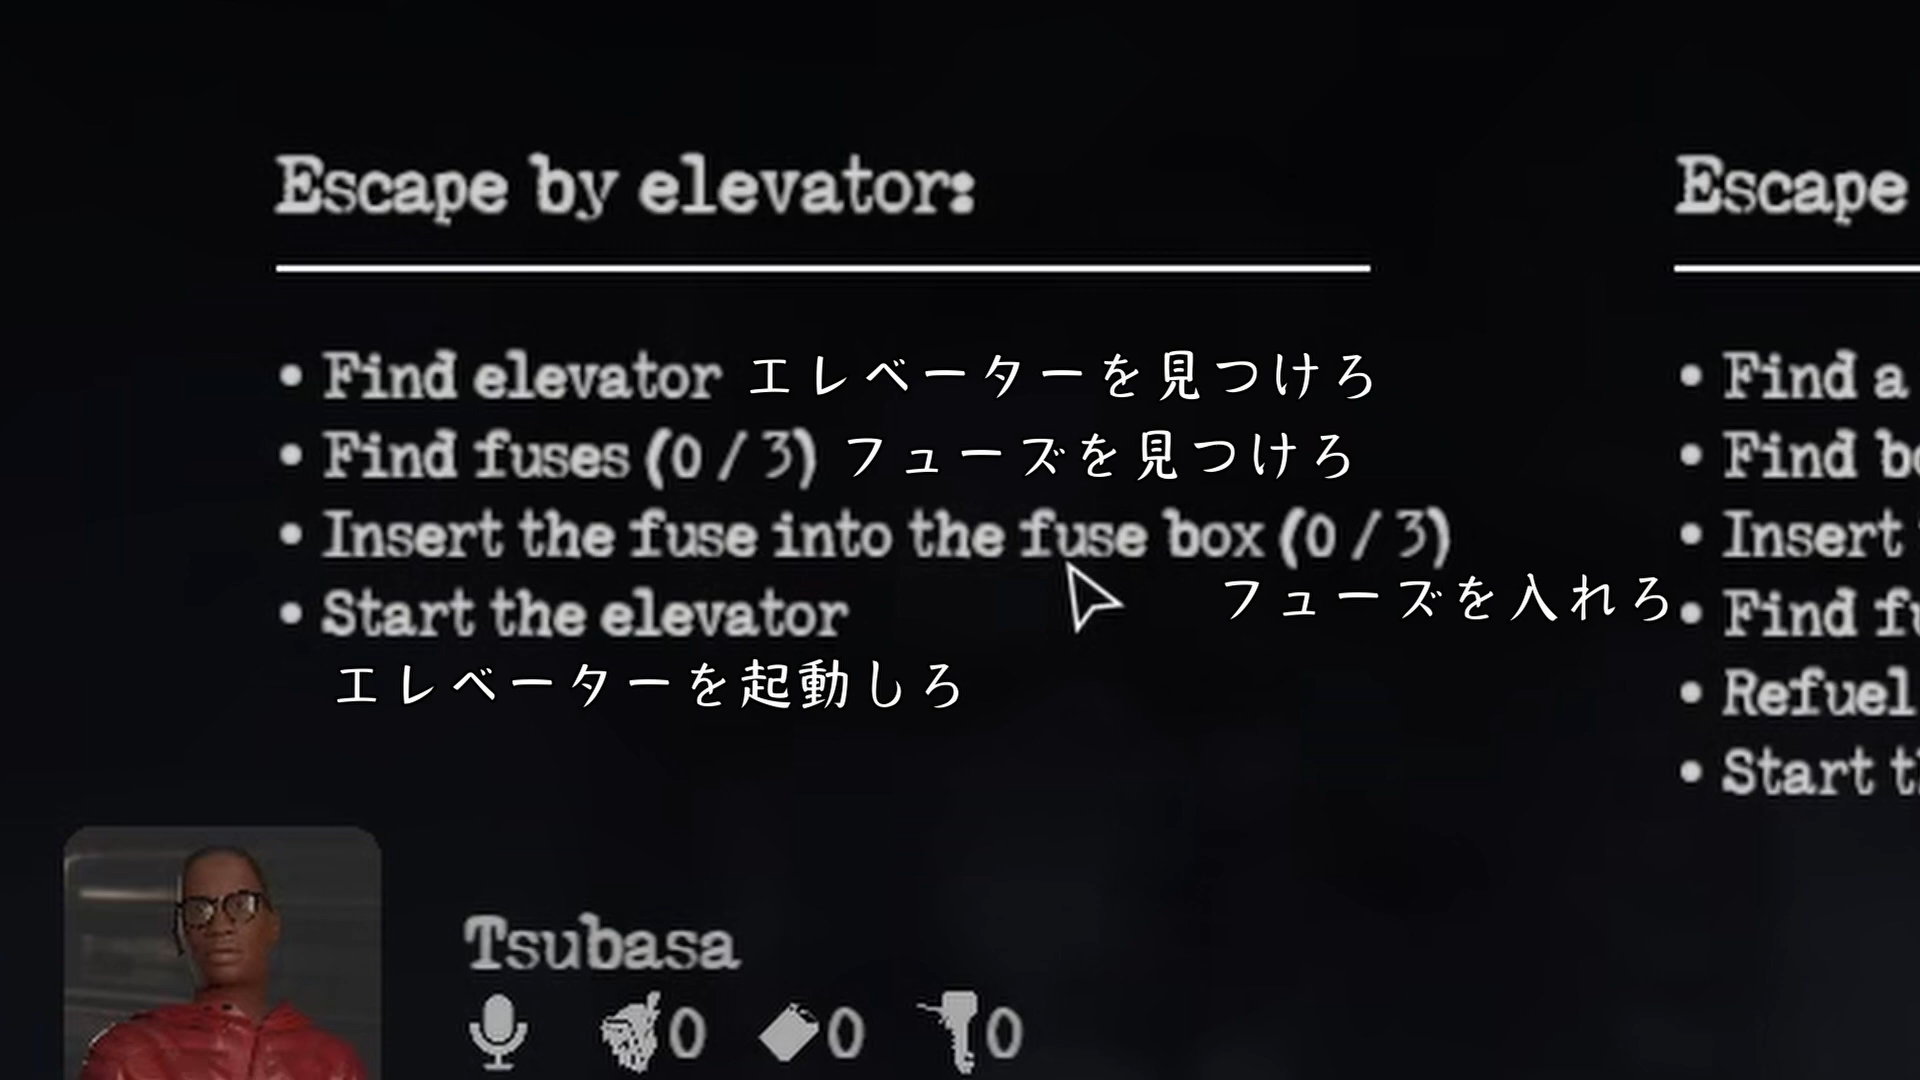 Escape by elevator:
• Find elevator エレベーターを見つけろ
• Find fuses (0 / 3) フューズを見つけろ
• Insert the fuse into the fuse box (0 / 3)
フューズを入れろ
• Start the elevator
エレベーターを起動しろ
Escape
• Find a
• Find
• Insert
• Find
• Refuel
• Start
Tsubasa
0 0 0